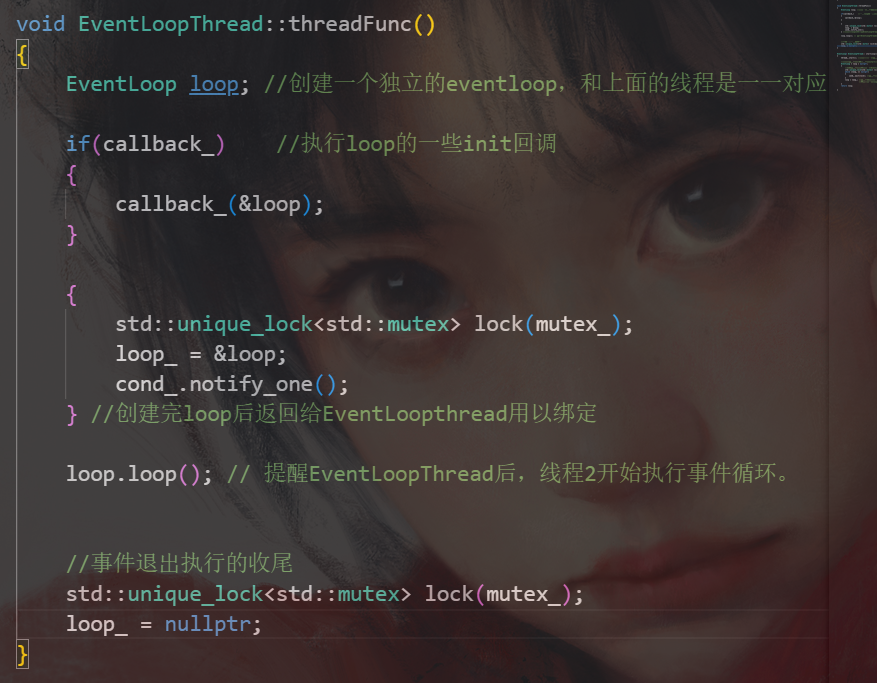 void EventLoopThread::threadFunc()
{
    EventLoop loop; //创建一个独立的eventloop，和上面的线程是一一对应

    if(callback_)    //执行loop的一些init回调
    {
        callback_(&loop);
    }

    {
        std::unique_lock<std::mutex> lock(mutex_);
        loop_ = &loop;
        cond_.notify_one();
    } //创建完loop后返回给EventLoopthread用以绑定

    loop.loop(); // 提醒EventLoopThread后，线程2开始执行事件循环。

    //事件退出执行的收尾
    std::unique_lock<std::mutex> lock(mutex_);
    loop_ = nullptr;
}